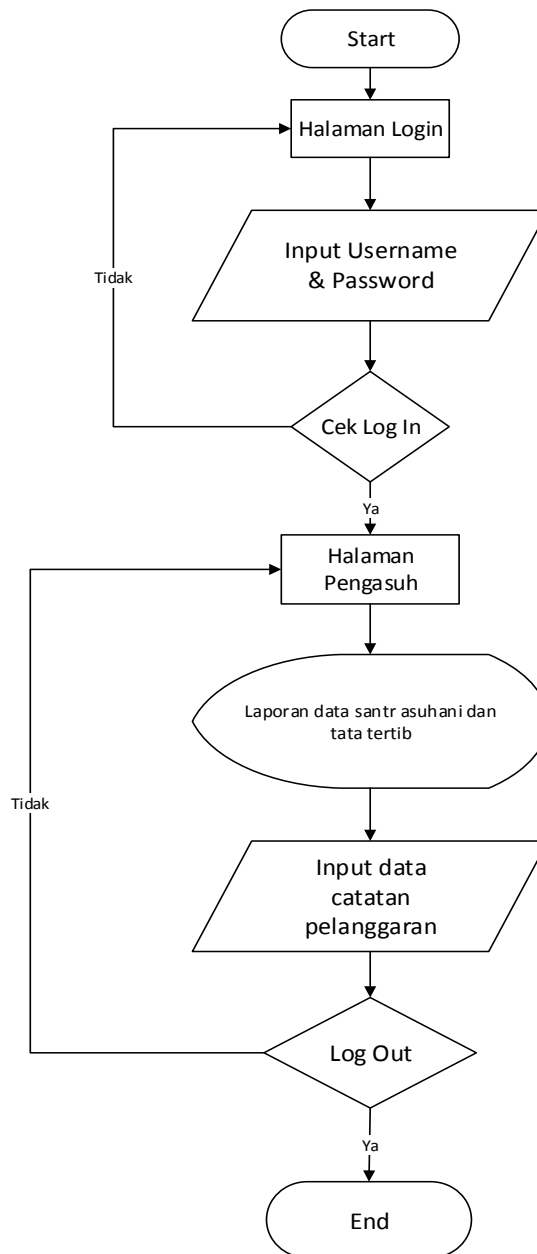 Start
Halaman Login
Input Username
& Password
Tidak
Cek Log In
Ya
Halaman
Pengasuh
Laporan data santr asuhani dan
tata tertib
Tidak
Input data
catatan
pelanggaran
Log Out
Ya
End